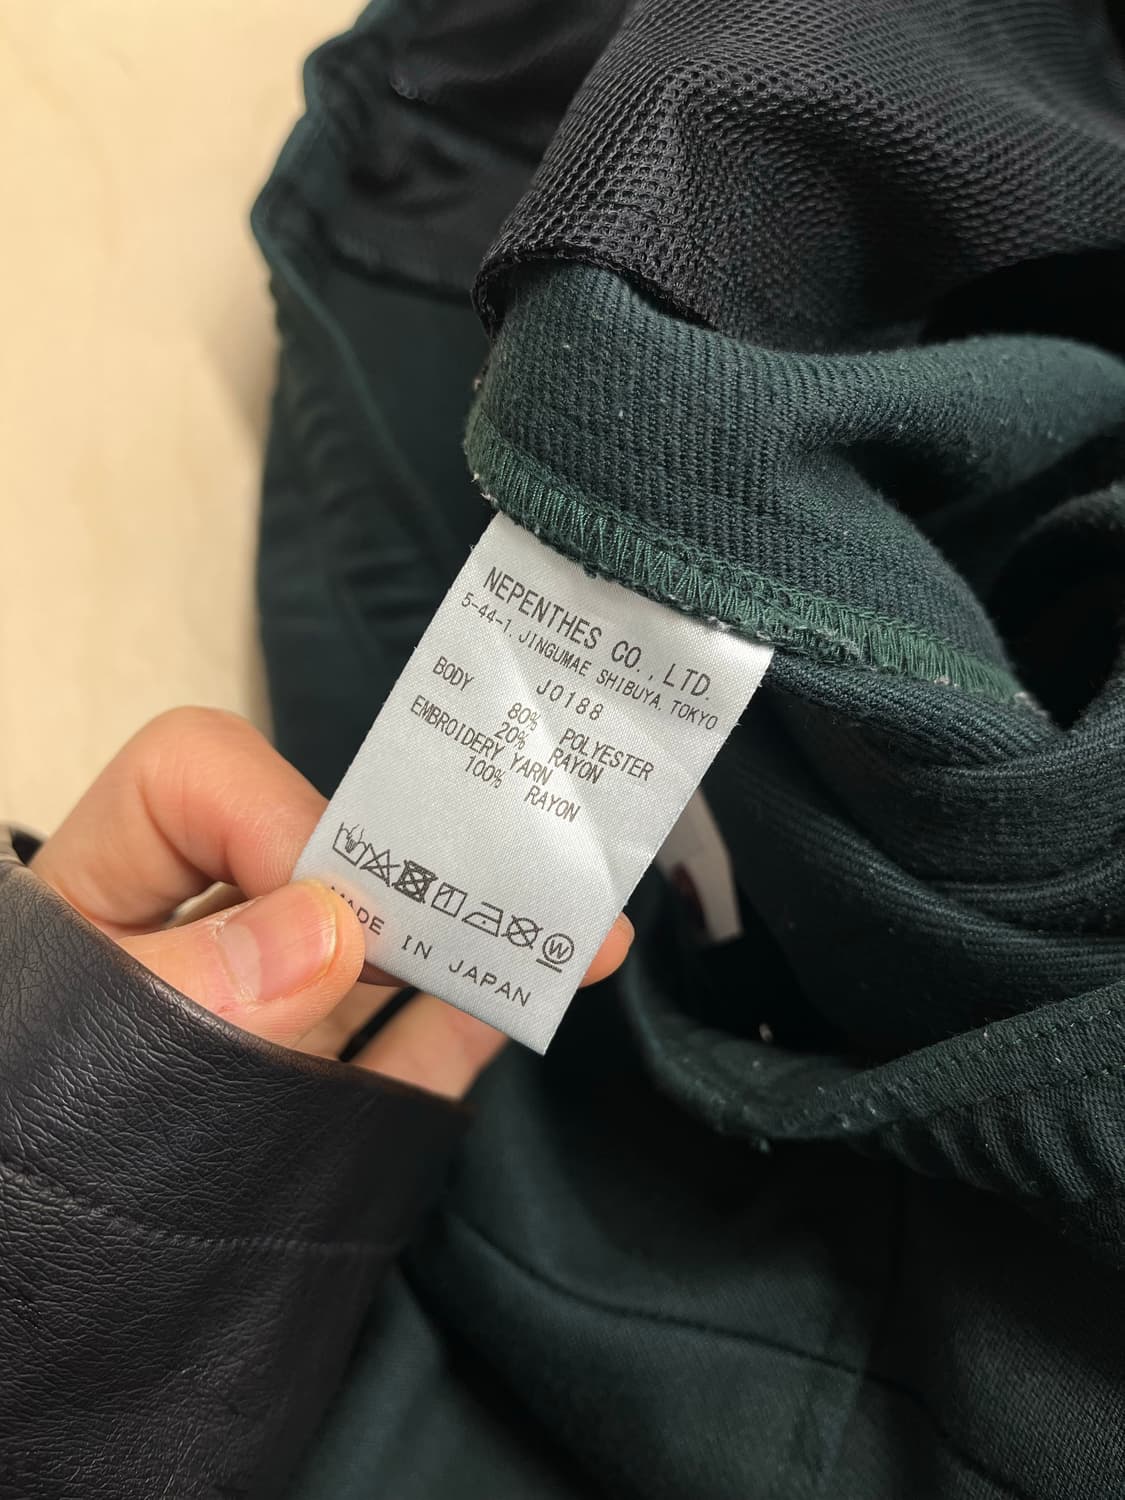 NEPENTHES CO., LTD.
5-44-1, JINGUMAE SHIBUYA, TOKYO
J0188
BODY
80% POLYESTER
20% RAYON
EMBROIDERY YARN
100% RAYON
W
MADE IN JAPAN